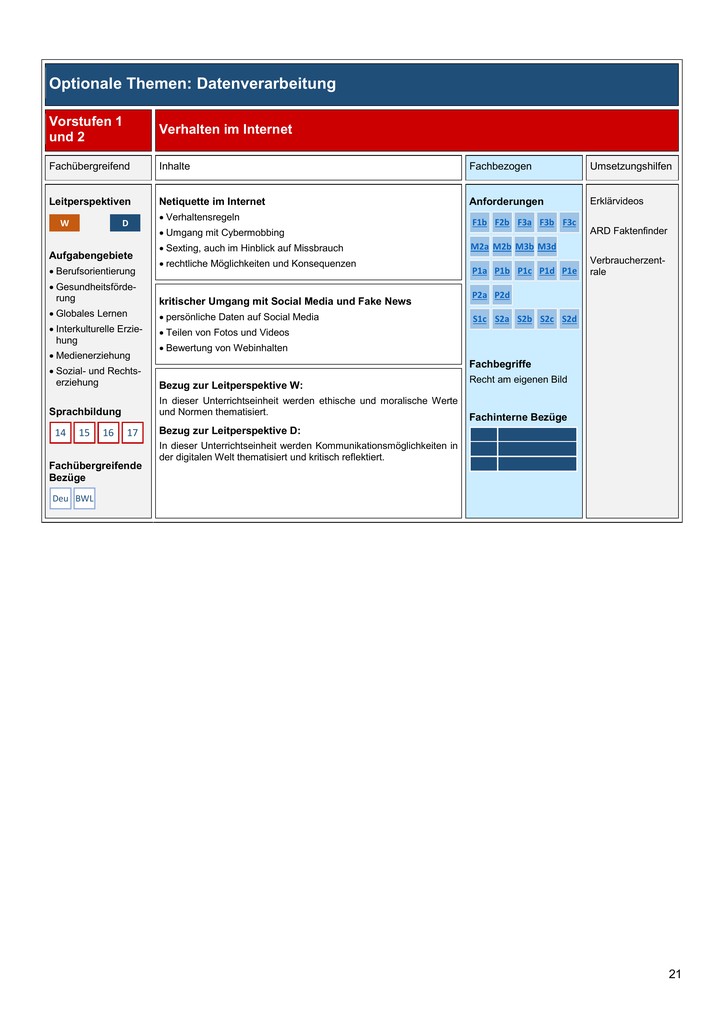 Optionale Themen: Datenverarbeitung
Vorstufen 1
und 2
Verhalten im Internet
Fachübergreifend
Inhalte
Fachbezogen
Umsetzungshilfen
Leitperspektiven
W D
Aufgabengebiete
• Berufsorientierung
• Gesundheitsförde-
rung
• Globales Lernen
• Interkulturelle Erzie-
hung
• Medienerziehung
• Sozial- und Rechts-
erziehung
Sprachbildung
14 15 16 17
Fachübergreifende
Bezüge
Deu BWL
Netiquette im Internet
• Verhaltensregeln
• Umgang mit Cybermobbing
• Sexting, auch im Hinblick auf Missbrauch
• rechtliche Möglichkeiten und Konsequenzen
kritischer Umgang mit Social Media und Fake News
• persönliche Daten auf Social Media
• Teilen von Fotos und Videos
• Bewertung von Webinhalten
Bezug zur Leitperspektive W:
In dieser Unterrichtseinheit werden ethische und moralische Werte
und Normen thematisiert.
Bezug zur Leitperspektive D:
In dieser Unterrichtseinheit werden Kommunikationsmöglichkeiten in
der digitalen Welt thematisiert und kritisch reflektiert.
Anforderungen
F1b F2b F3a F3b F3c
M2a M2b M3b M3d
P1a P1b P1c P1d P1e
P2a P2d
S1c S2a S2b S2c S2d
Fachbegriffe
Recht am eigenen Bild
Fachinterne Bezüge
Erklärvideos
ARD Faktenfinder
Verbraucherzent-
rale
21